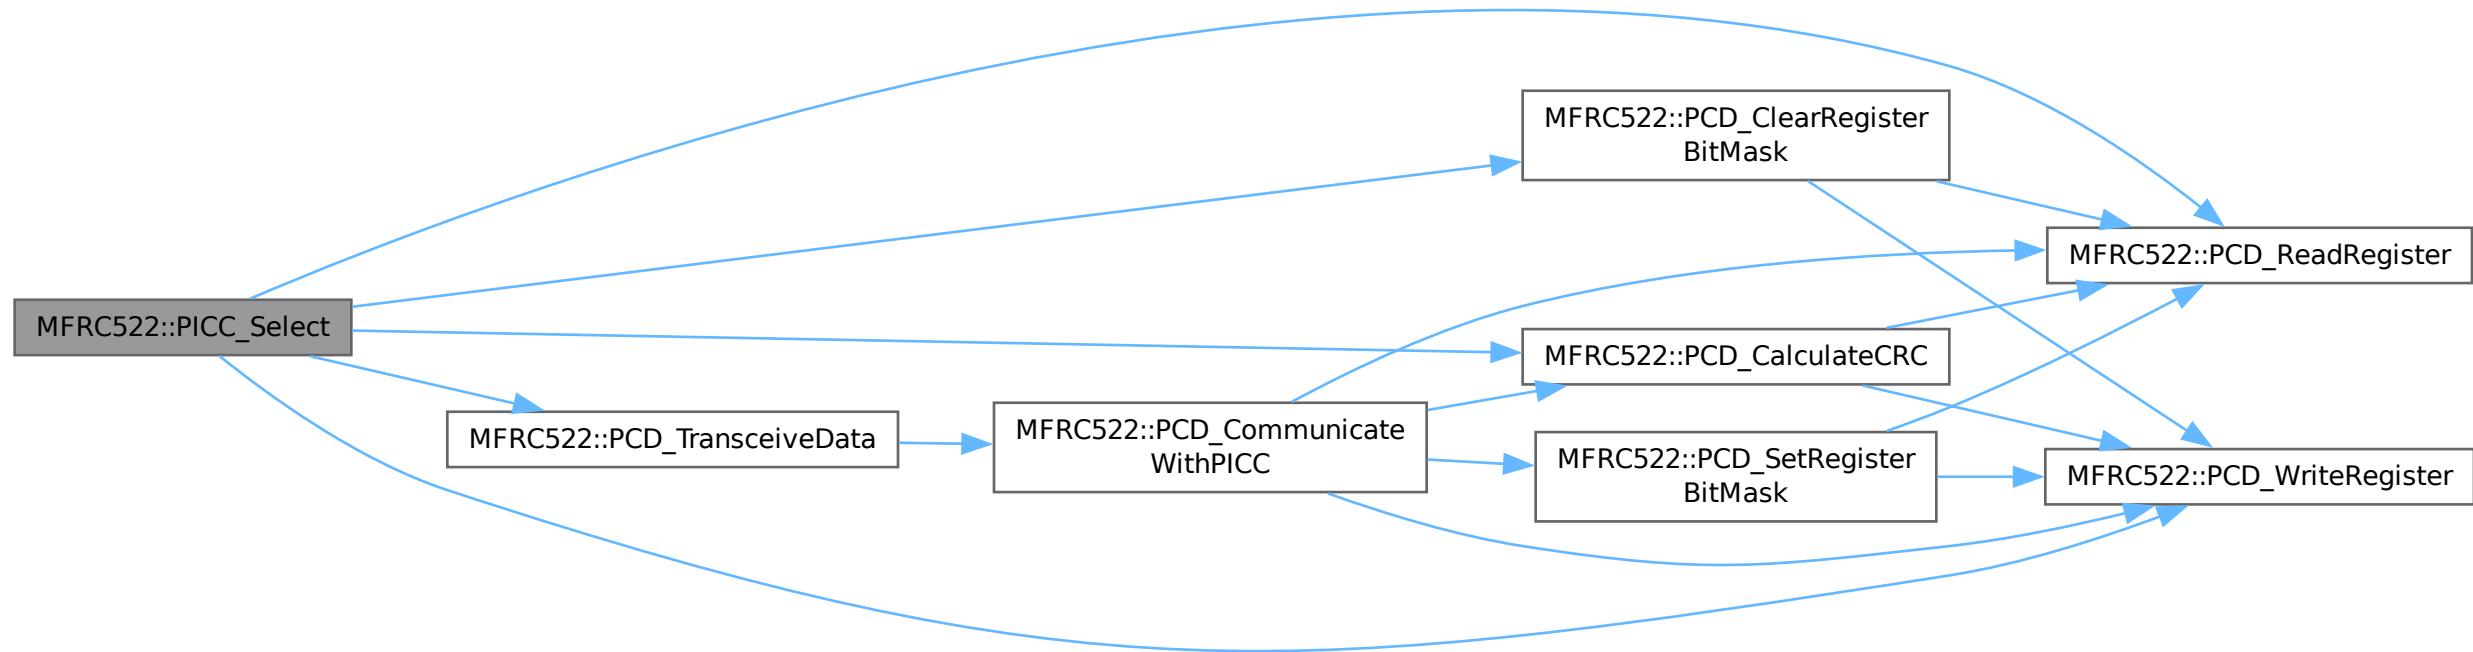 MFRC522::PICC_Select
MFRC522::PCD_TransceiveData
MFRC522::PCD_Communicate
WithPICC
MFRC522::PCD_ClearRegister
BitMask
MFRC522::PCD_CalculateCRC
MFRC522::PCD_SetRegister
BitMask
MFRC522::PCD_ReadRegister
MFRC522::PCD_WriteRegister